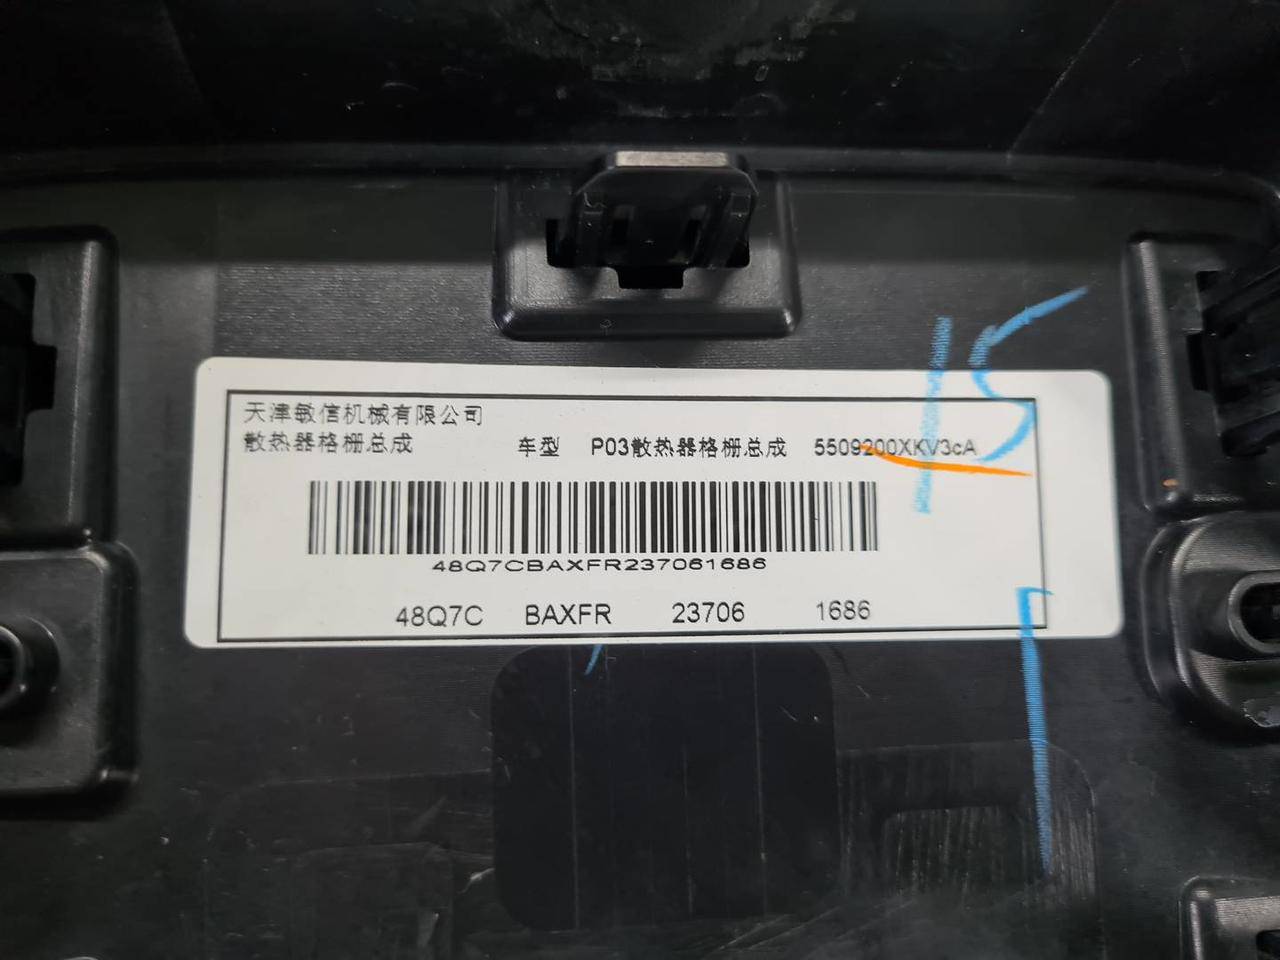 天津敏信机械有限公司
散热器格栅总成 车型 P03散热器格栅总成 5509200XKV3cA
48Q7CBAXFR237061686
48Q7C BAXFR 23706 1686
15